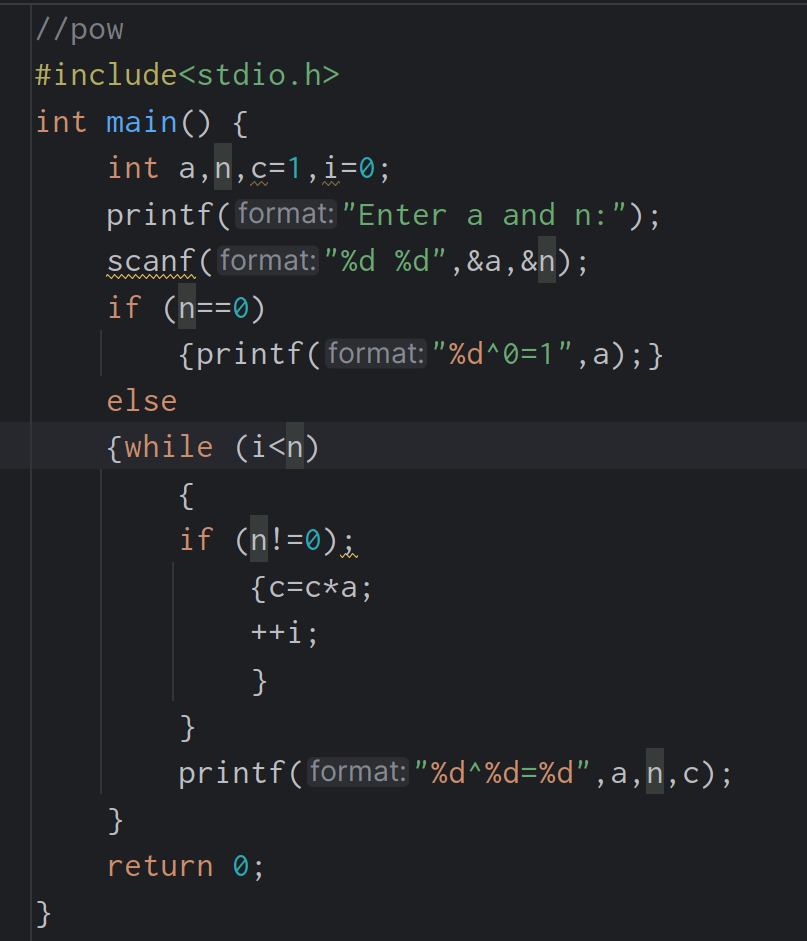 //pow
#include<stdio.h>
int main() {
    int a,n,c=1,i=0;
    printf(format:"Enter a and n:");
    scanf(format:"%d %d",&a,&n);
    if (n==0)
        {printf(format:"%d^0=1",a);}
    else
    {while (i<n)
        {
        if (n!=0);
            {c=c*a;
            ++i;
            }
        }
        printf(format:"%d^%d=%d",a,n,c);
    }
    return 0;
}